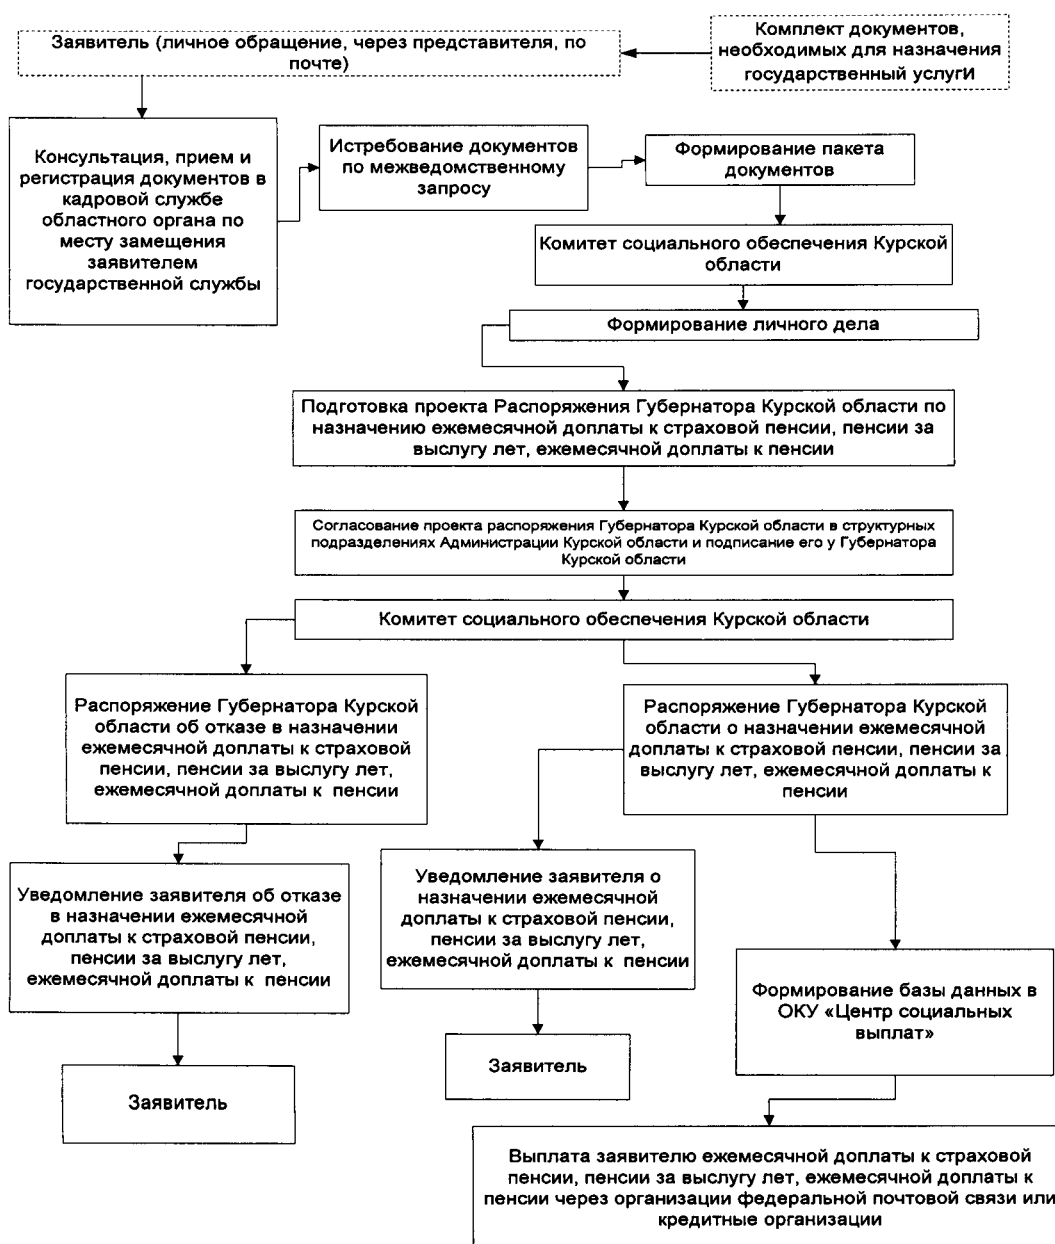 Заявитель (личное обращение, через представителя, по
почте)
Комплект документов,
необходимых для назначения
государственный услуги
Консультация, прием и
регистрация документов в
кадровой службе
областного органа по
месту замещения
заявителем
государственной службы
Истребование документов
по межведомственному
запросу
Формирование пакета
документов
Комитет социального обеспечения Курской
области
Формирование личного дела
Подготовка проекта Распоряжения Губернатора Курской области по
назначению ежемесячной доплаты к страховой пенсии, пенсии за
выслугу лет, ежемесячной доплаты к пенсии
Согласование проекта распоряжения Губернатора Курской области в структурных
подразделениях Администрации Курской области и подписание его у Губернатора
Курской области
Комитет социального обеспечения Курской области
Распоряжение Губернатора Курской
области об отказе в назначении
ежемесячной доплаты к страховой
пенсии, пенсии за выслугу лет,
ежемесячной доплаты к пенсии
Распоряжение Губернатора Курской
области о назначении ежемесячной
доплаты к страховой пенсии, пенсии за
выслугу лет, ежемесячной доплаты к
пенсии
Уведомление заявителя об отказе
в назначении ежемесячной
доплаты к страховой пенсии,
пенсии за выслугу лет,
ежемесячной доплаты к пенсии
Уведомление заявителя о
назначении ежемесячной
доплаты к страховой пенсии,
пенсии за выслугу лет,
ежемесячной доплаты к пенсии
Формирование базы данных в
ОКУ «Центр социальных
выплат»
Заявитель
Заявитель
Выплата заявителю ежемесячной доплаты к страховой
пенсии, пенсии за выслугу лет, ежемесячной доплаты к
пенсии через организации федеральной почтовой связи или
кредитные организации